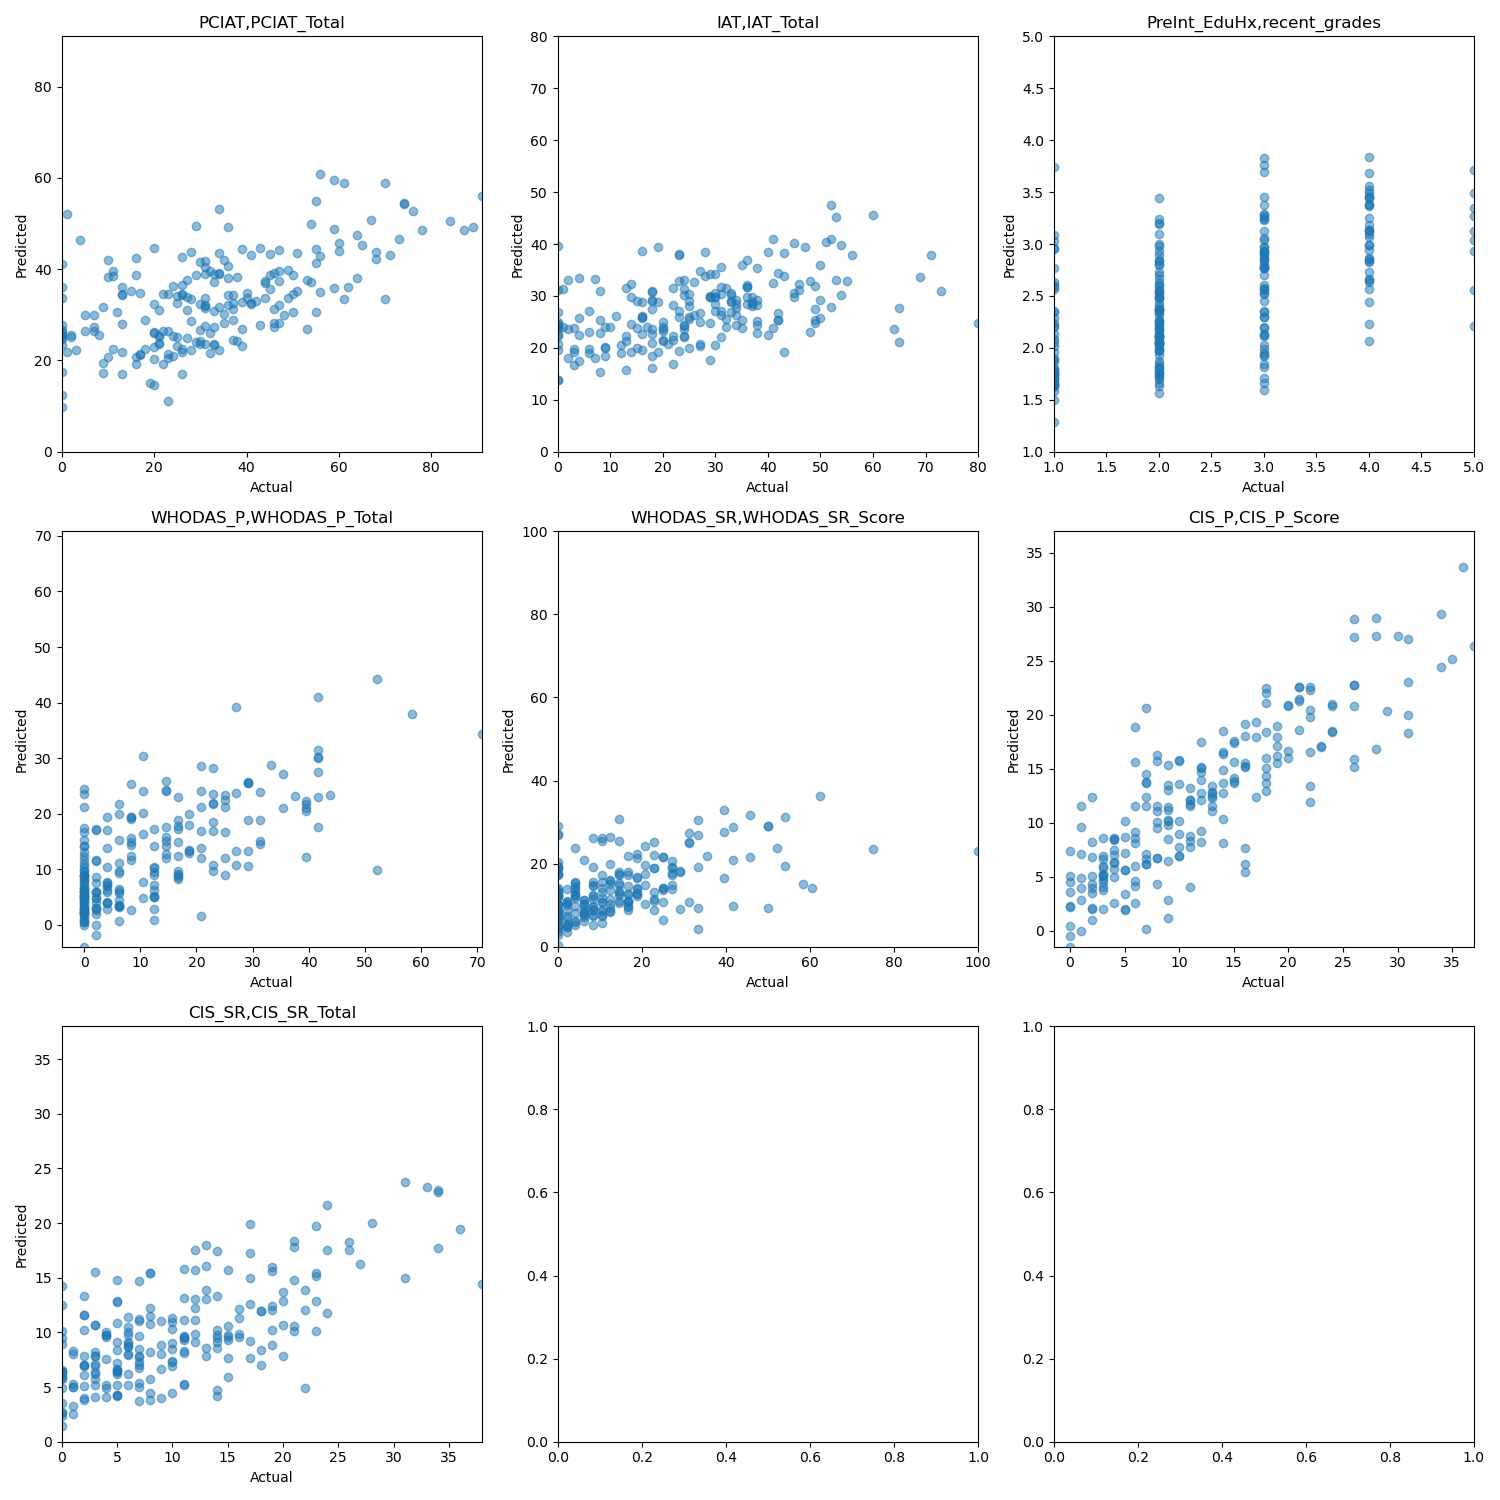 PCIAT,PCIAT_Total
80
60
40
20
0
Predicted
0 20 40 60 80
Actual
IAT,IAT_Total
80
70
60
50
40
30
20
10
0
Predicted
0 10 20 30 40 50 60 70 80
Actual
PreInt_EduHx,recent_grades
5.0
4.5
4.0
3.5
3.0
2.5
2.0
1.5
1.0
Predicted
1.0 1.5 2.0 2.5 3.0 3.5 4.0 4.5 5.0
Actual
WHODAS_P,WHODAS_P_Total
70
60
50
40
30
20
10
0
Predicted
0 10 20 30 40 50 60 70
Actual
WHODAS_SR,WHODAS_SR_Score
100
80
60
40
20
0
Predicted
0 20 40 60 80 100
Actual
CIS_P,CIS_P_Score
35
30
25
20
15
10
5
0
Predicted
0 5 10 15 20 25 30 35
Actual
CIS_SR,CIS_SR_Total
35
30
25
20
15
10
5
0
Predicted
0 5 10 15 20 25 30 35
Actual
1.0
0.8
0.6
0.4
0.2
0.0
0.0 0.2 0.4 0.6 0.8 1.0
1.0
0.8
0.6
0.4
0.2
0.0
0.0 0.2 0.4 0.6 0.8 1.0